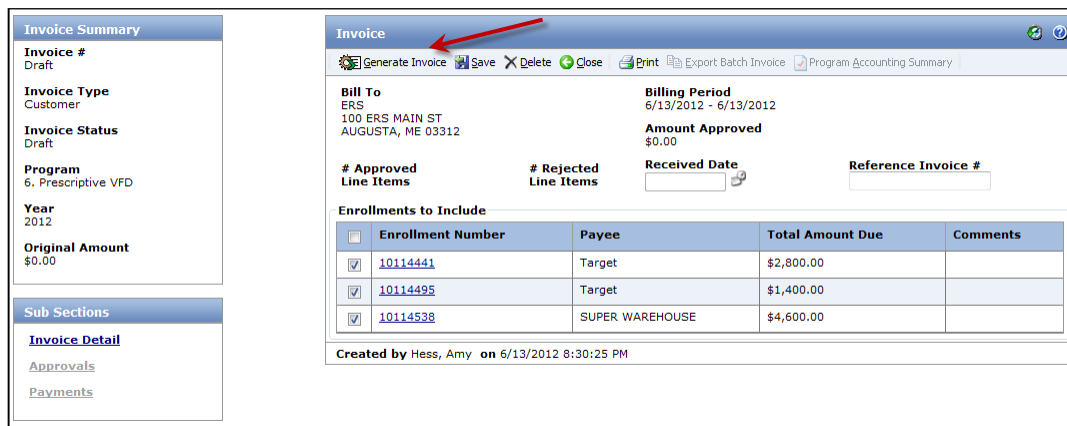 Invoice Summary
Invoice #
Draft
Invoice Type
Customer
Invoice Status
Draft
Program
6. Prescriptive VFD
Year
2012
Original Amount
$0.00
Sub Sections
Invoice Detail
Approvals
Payments
Invoice
Generate Invoice Save Delete Close Print Export Batch Invoice Program Accounting Summary
Bill To
ERS
100 ERS MAIN ST
AUGUSTA, ME 03312
Billing Period
6/13/2012 - 6/13/2012
Amount Approved
$0.00
# Approved Line Items
# Rejected Line Items
Received Date
Reference Invoice #
Enrollments to Include
Enrollment Number Payee Total Amount Due Comments
10114441 Target $2,800.00
10114495 Target $1,400.00
10114538 SUPER WAREHOUSE $4,600.00
Created by Hess, Amy on 6/13/2012 8:30:25 PM